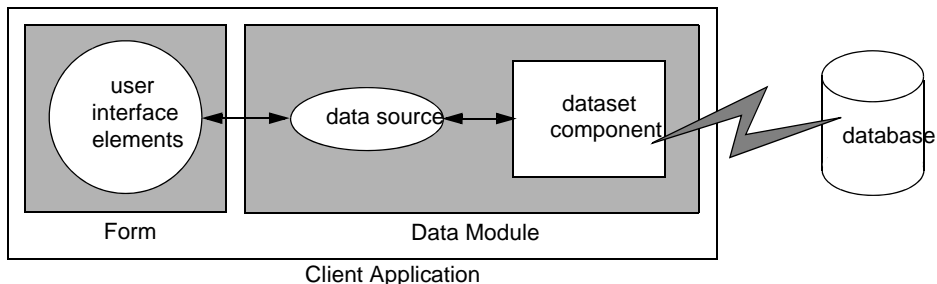 user
interface
elements
data source
dataset
component
database
Form
Data Module
Client Application